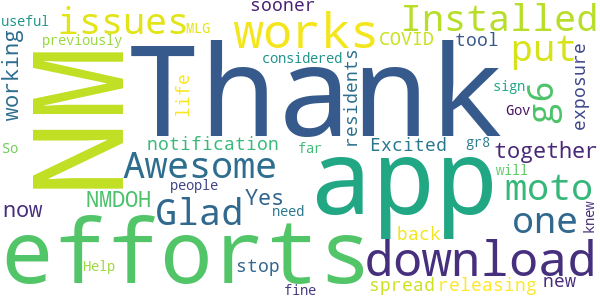 useful
issues
MLG
sooner
works
Installed
previously
considered
COVID
tool
put
working
NM
Thank
life
residents
sign
g6
exposure
Gov
So
notification
far
Excited
gr8
together
Awesome
app
will
people
NMDOH
Yes
need
moto
now
Glad
one
knew
efforts
back
download
Help
stop
spread
releasing
new
fine